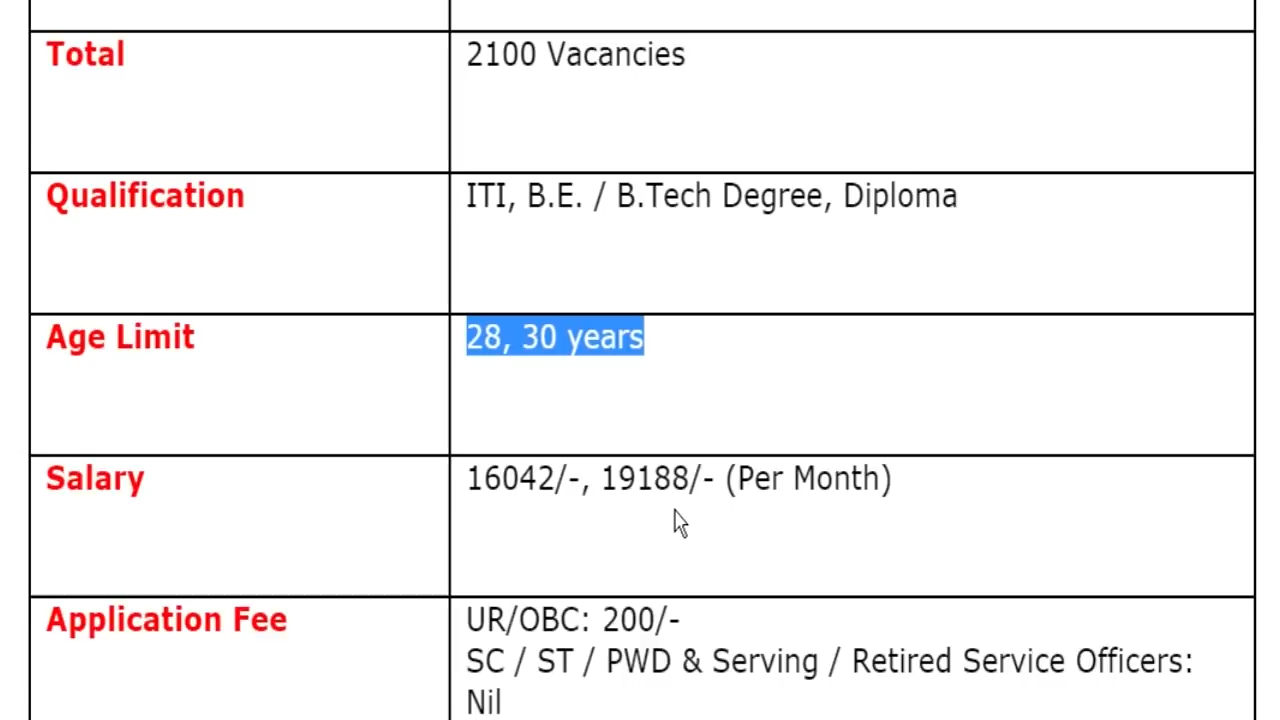 Total
2100 Vacancies
Qualification
ITI, B.E. / B.Tech Degree, Diploma
Age Limit
28, 30 years
Salary
16042/-, 19188/- (Per Month)
Application Fee
UR/OBC: 200/-
SC / ST / PWD & Serving / Retired Service Officers:
Nil